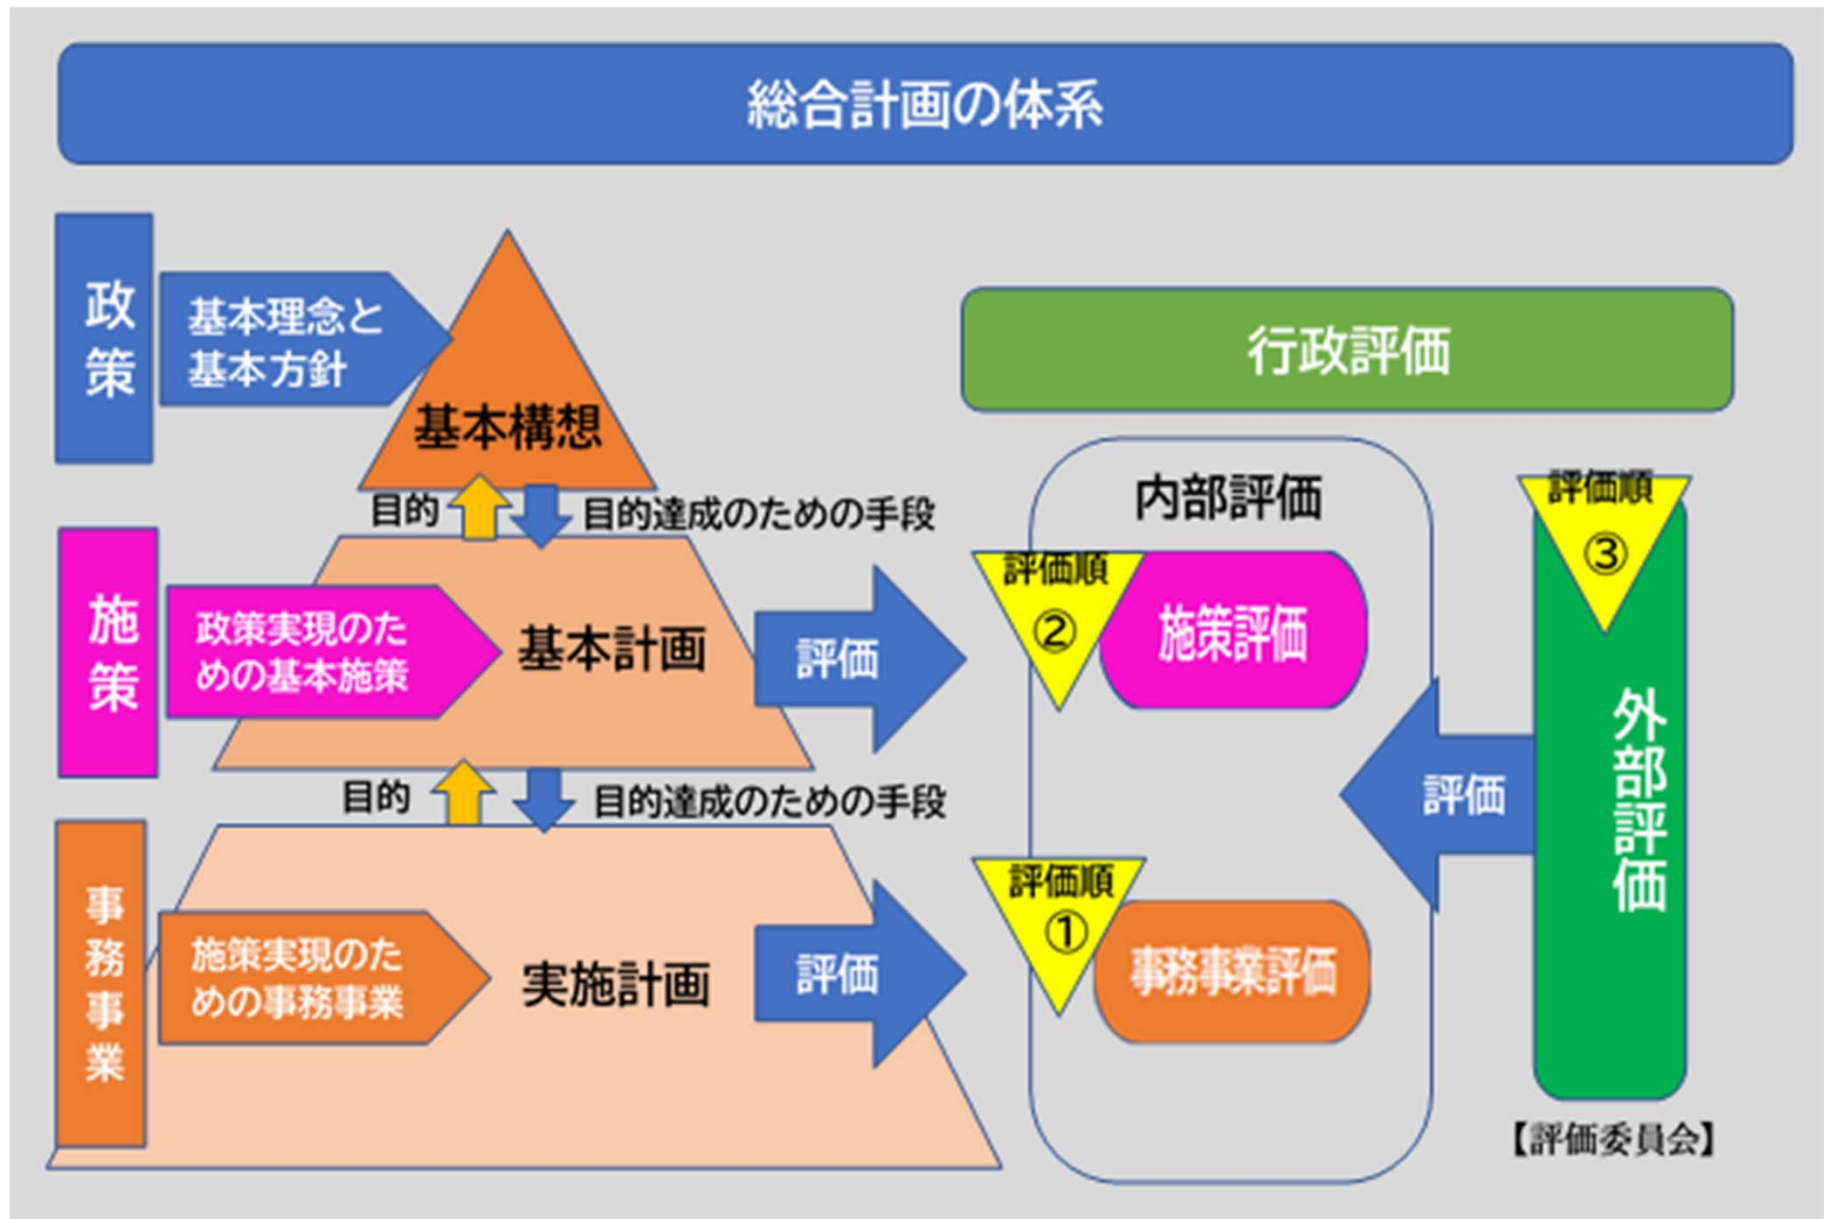 総合計画の体系
政策
基本理念と
基本方針
基本構想
目的
目的達成のための手段
施策
政策実現のた
めの基本施策
基本計画
評価
目的
目的達成のための手段
事務事業
施策実現のた
めの事務事業
実施計画
評価
行政評価
内部評価
評価順
②
施策評価
評価順
①
事務事業評価
評価
評価順
③
外部評価
【評価委員会】